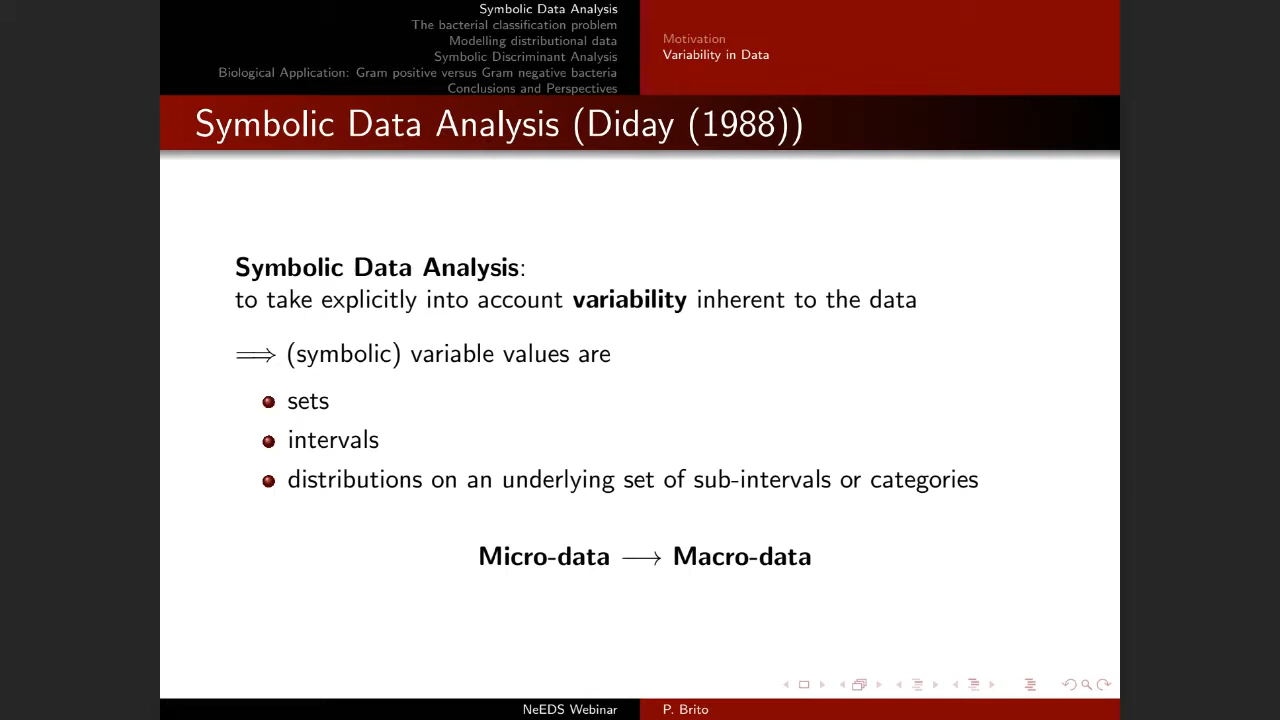 Symbolic Data Analysis
The bacterial classification problem
Modelling distributional data
Symbolic Discriminant Analysis
Biological Application: Gram positive versus Gram negative bacteria
Conclusions and Perspectives
Motivation
Variability in Data
Symbolic Data Analysis (Diday (1988))
Symbolic Data Analysis:
to take explicitly into account variability inherent to the data
⟹ (symbolic) variable values are
sets
intervals
distributions on an underlying set of sub-intervals or categories
Micro-data ⟶ Macro-data
NeEDS Webinar
P. Brito